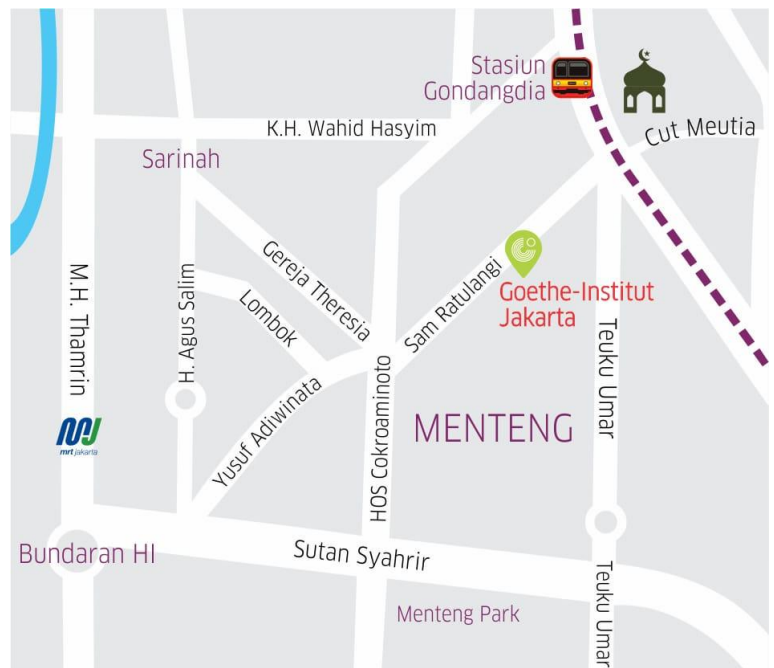 Stasiun
Gondangdia
K.H. Wahid Hasyim
Cut Meutia
Sarinah
Gereja Theresia
Sam Ratulangi
Goethe-Institut
Jakarta
M.H. Thamrin
H. Agus Salim
Lombok
Teuku Umar
Yusuf Adiwinata
HOS Cokroaminoto
MENTENG
mrt jakarta
Bundaran HI
Sutan Syahrir
Teuku Umar
Menteng Park